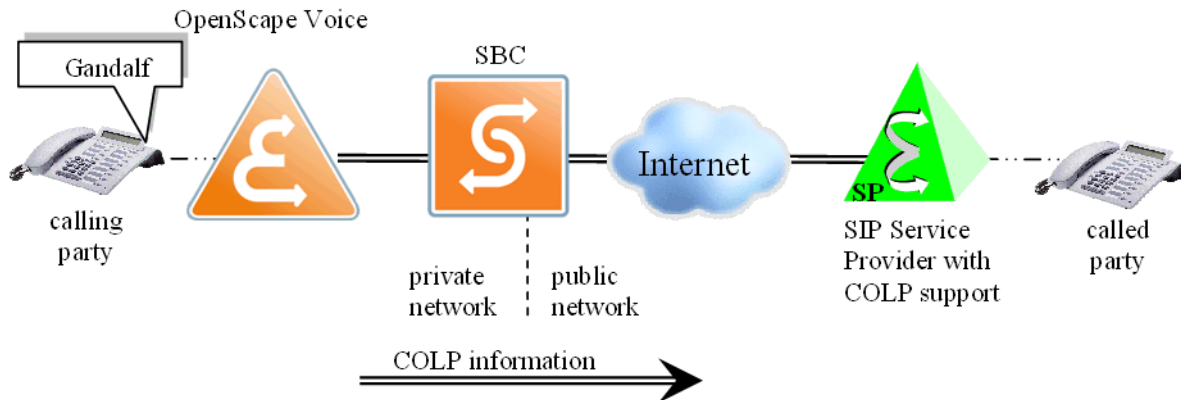 OpenScape Voice
Gandalf
SBC
Internet
SP
calling
party
SIP Service
Provider with
COLP support
called
party
private
network
public
network
COLP information